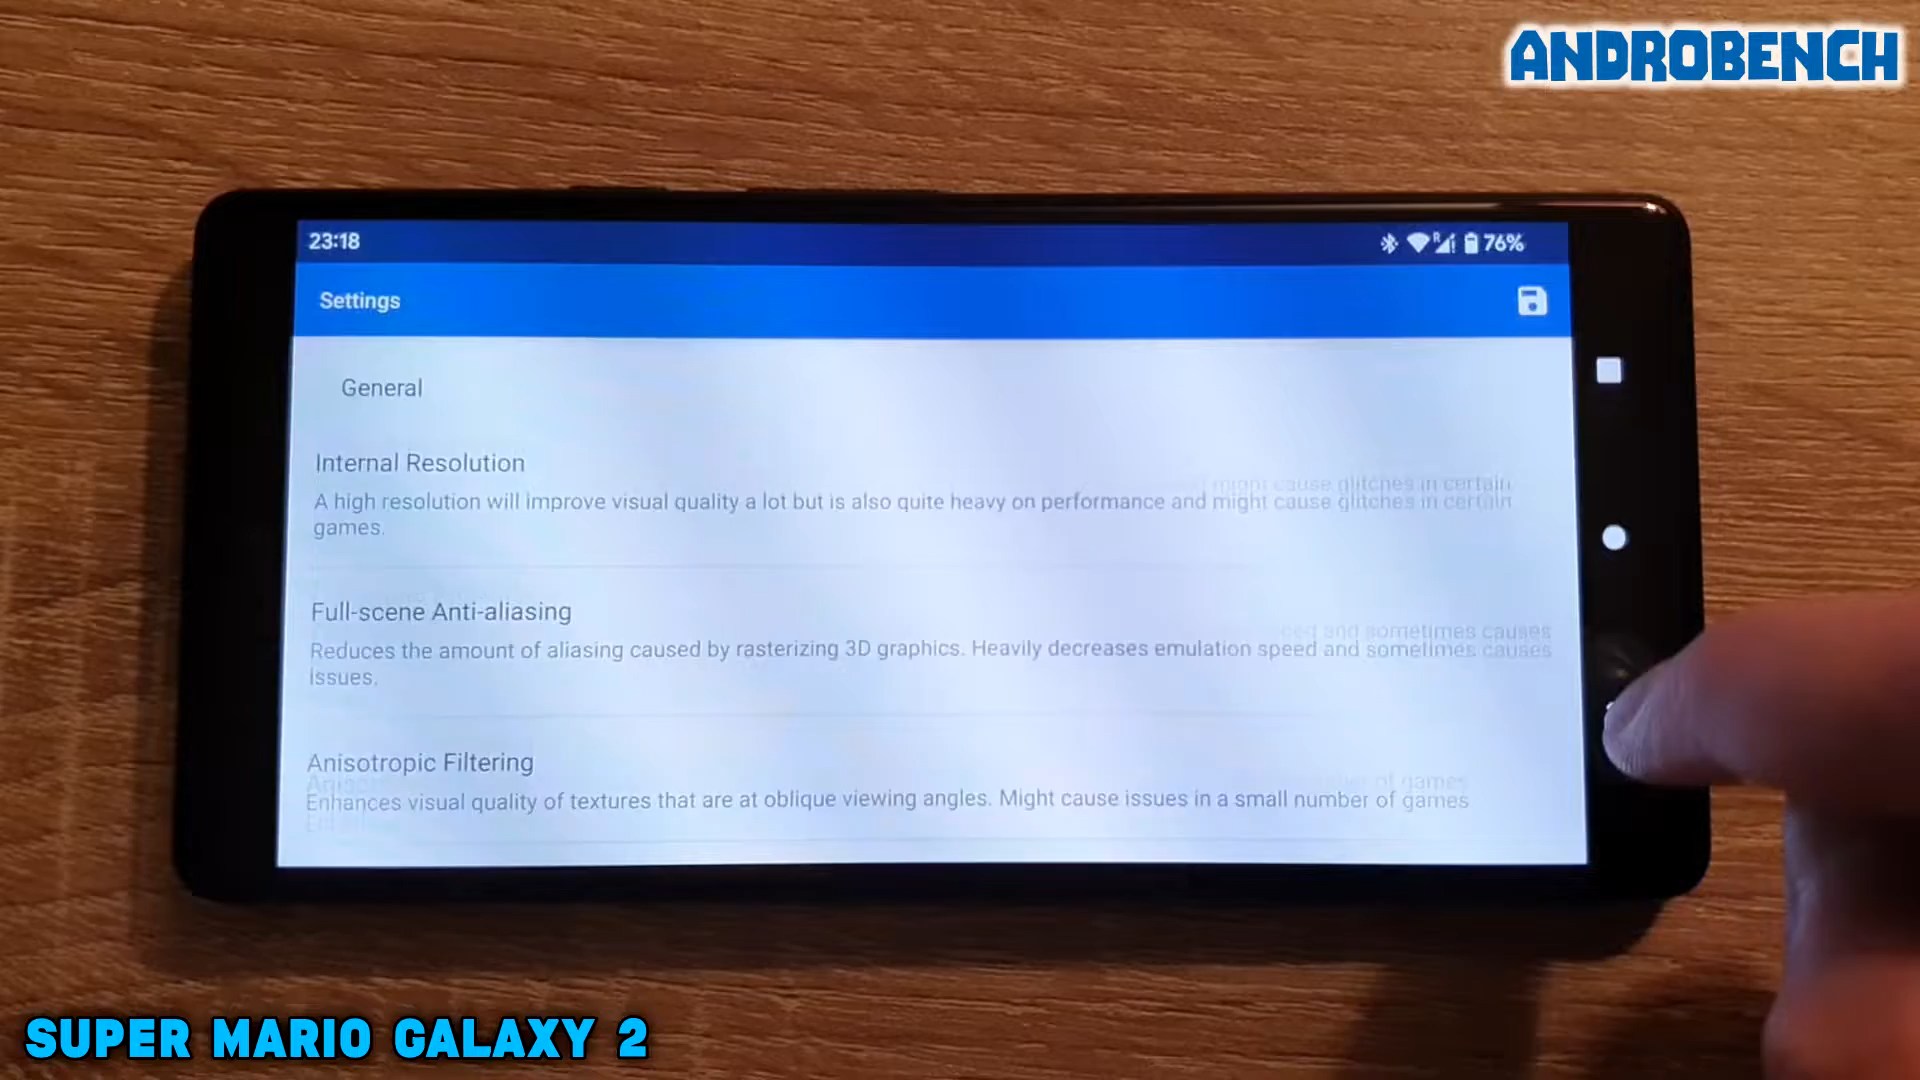 ANDROBENCH
23:18
R 76%
Settings
General
Internal Resolution
A high resolution will improve visual quality a lot but is also quite heavy on performance and might cause glitches in certain
games.
Full-scene Anti-aliasing
Reduces the amount of aliasing caused by rasterizing 3D graphics. Heavily decreases emulation speed and sometimes causes
issues.
Anisotropic Filtering
Enhances visual quality of textures that are at oblique viewing angles. Might cause issues in a small number of games
SUPER MARIO GALAXY 2